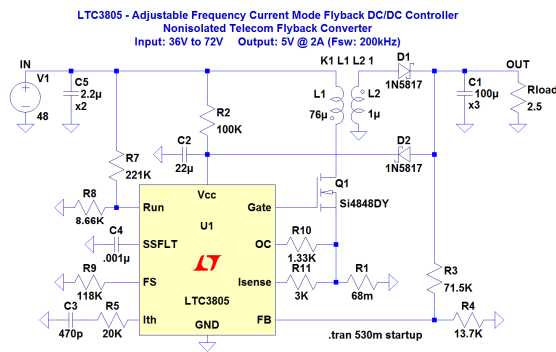 LTC3805 - Adjustable Frequency Current Mode Flyback DC/DC Controller
Nonisolated Telecom Flyback Converter
Input: 36V to 72V Output: 5V @ 2A (Fsw: 200kHz)
IN
K1 L1 L2 1
D1
OUT
V1
48
C5
2.2µ
x2
R2
100K
L1
76µ
L2
1µ
1N5817
C1
100µ
x3
Rload
2.5
R7
221K
C2
22µ
D2
1N5817
Q1
Si4848DY
R8
8.66K
Vcc
Run
U1
Gate
C4
.001µ
SSFLT
OC
R10
1.33K
R9
118K
FS
LTC3805
Isense
R11
3K
R1
68m
R3
71.5K
C3
470p
R5
20K
Ith
GND
FB
R4
13.7K
.tran 530m startup